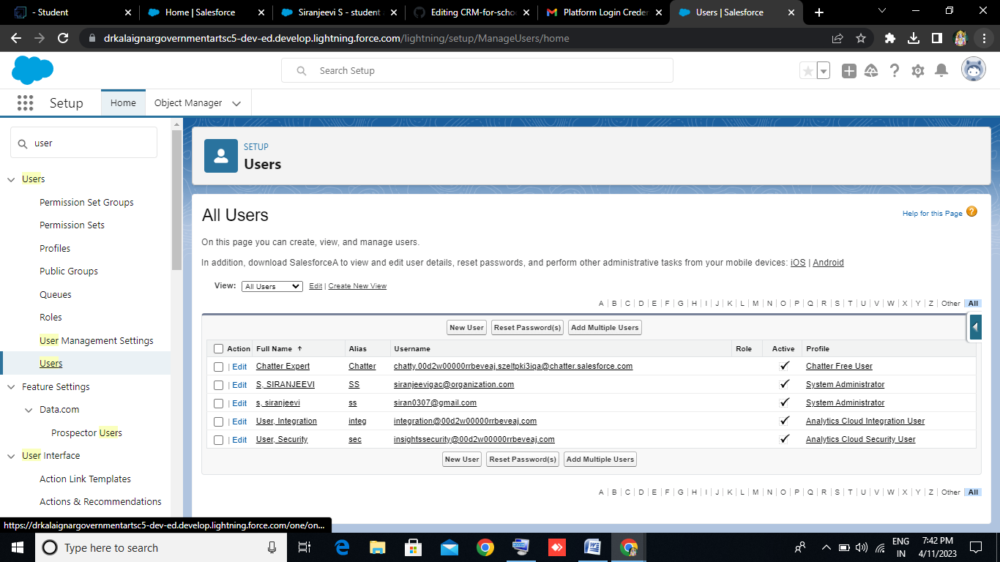 - Student
Home | Salesforce
Siranjeevi S - student
Editing CRM-for-scho
Platform Login Creder
Users | Salesforce
drkalaignargovernmentartsc5-dev-ed.develop.lightning.force.com/lightning/setup/ManageUsers/home
Search Setup
Setup
Home
Object Manager
user
Users
Permission Set Groups
Permission Sets
Profiles
Public Groups
Queues
Roles
User Management Settings
Users
Feature Settings
Data.com
Prospector Users
User Interface
Action Link Templates
Actions & Recommendations
SETUP
Users
All Users
Help for this Page
On this page you can create, view, and manage users.
In addition, download SalesforceA to view and edit user details, reset passwords, and perform other administrative tasks from your mobile devices: iOS | Android
View: All Users Edit | Create New View
A | B | C | D | E | F | G | H | I | J | K | L | M | N | O | P | Q | R | S | T | U | V | W | X | Y | Z | Other All
New User Reset Password(s) Add Multiple Users
Action Full Name Alias Username Role Active Profile
| Edit Chatter Expert Chatter chatty.00d2w00000rrbeveaj.szeltpki3iqa@chatter.salesforce.com Chatter Free User
| Edit S, SIRANJEEVI SS siranjeevigac@organization.com System Administrator
| Edit s, siranjeevi ss siran0307@gmail.com System Administrator
| Edit User, Integration integ integration@00d2w00000rrbeveaj.com Analytics Cloud Integration User
| Edit User, Security sec insightssecurity@00d2w00000rrbeveaj.com Analytics Cloud Security User
New User Reset Password(s) Add Multiple Users
A | B | C | D | E | F | G | H | I | J | K | L | M | N | O | P | Q | R | S | T | U | V | W | X | Y | Z | Other All
https://drkalaignargovernmentartsc5-dev-ed.develop.lightning.force.com/one/on...
Type here to search
ENG
IN
7:42 PM
4/11/2023